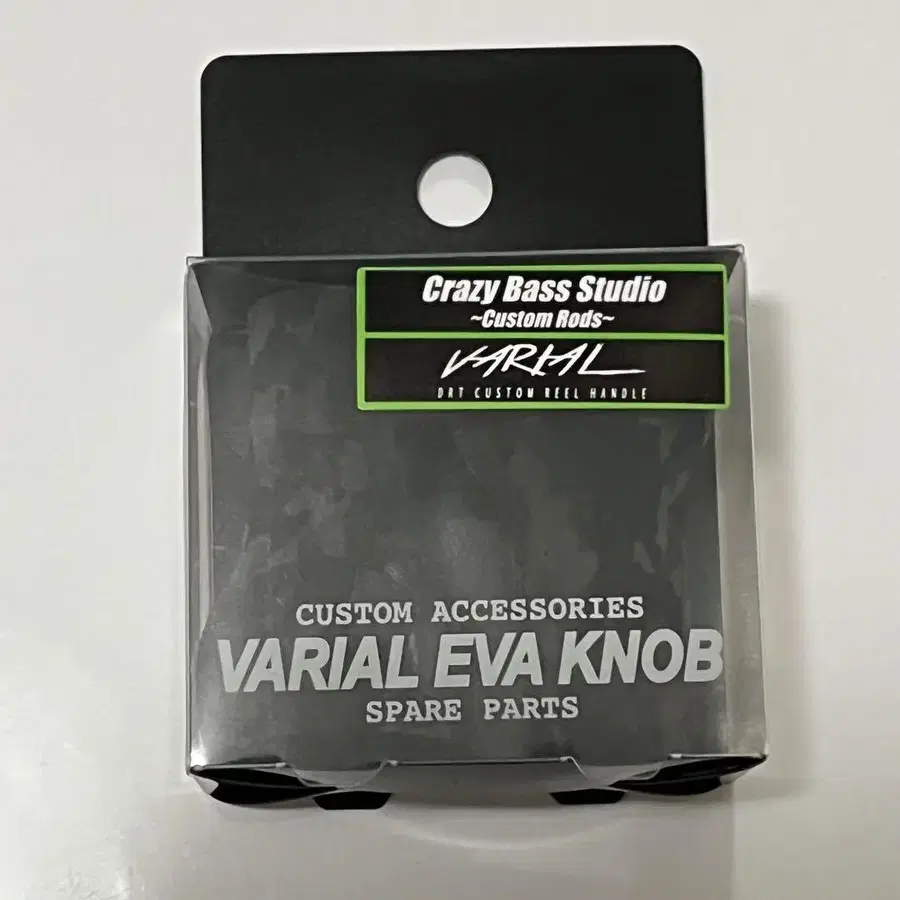 Crazy Bass Studio
~Custom Rods~
VARIAL
DRT CUSTOM REEL HANDLE
CUSTOM ACCESSORIES
VARIAL EVA KNOB
SPARE PARTS